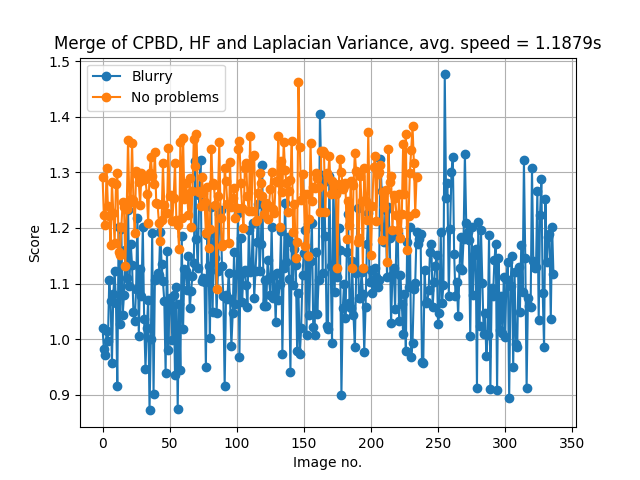 Merge of CPBD, HF and Laplacian Variance, avg. speed = 1.1879s
1.5
1.4
1.3
1.2
1.1
1.0
0.9
Score
Blurry
No problems
0 50 100 150 200 250 300 350
Image no.